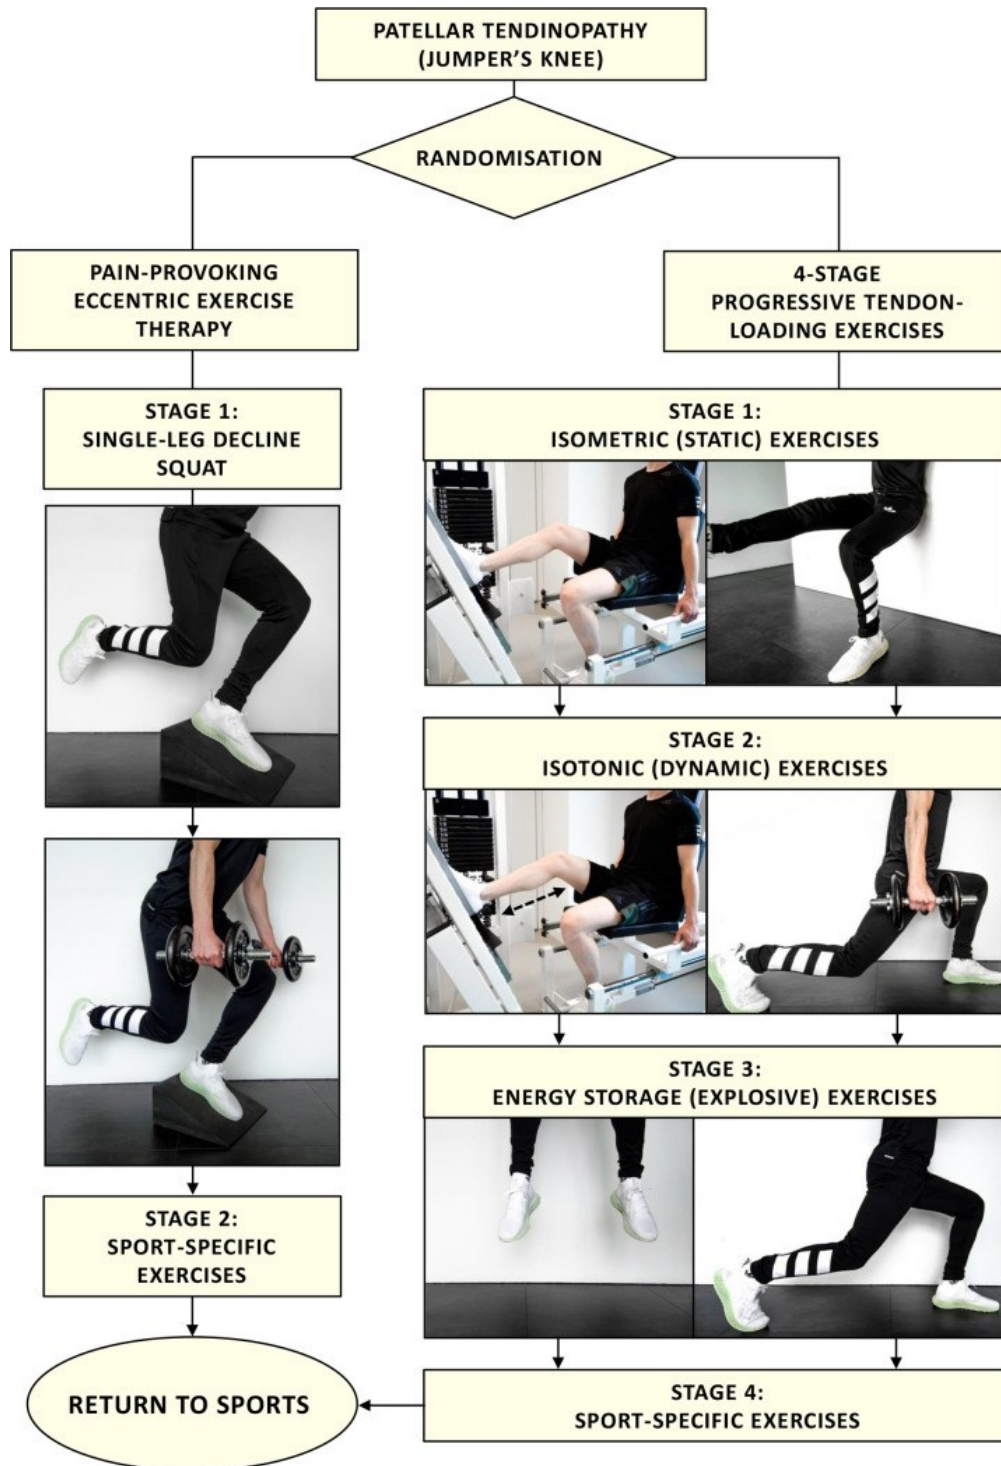 PATELLAR TENDINOPATHY
(JUMPER'S KNEE)
RANDOMISATION
PAIN-PROVOKING
ECCENTRIC EXERCISE
THERAPY
4-STAGE
PROGRESSIVE TENDON-
LOADING EXERCISES
STAGE 1:
SINGLE-LEG DECLINE
SQUAT
STAGE 1:
ISOMETRIC (STATIC) EXERCISES
STAGE 2:
ISOTONIC (DYNAMIC) EXERCISES
STAGE 3:
ENERGY STORAGE (EXPLOSIVE) EXERCISES
STAGE 2:
SPORT-SPECIFIC
EXERCISES
STAGE 4:
SPORT-SPECIFIC EXERCISES
RETURN TO SPORTS